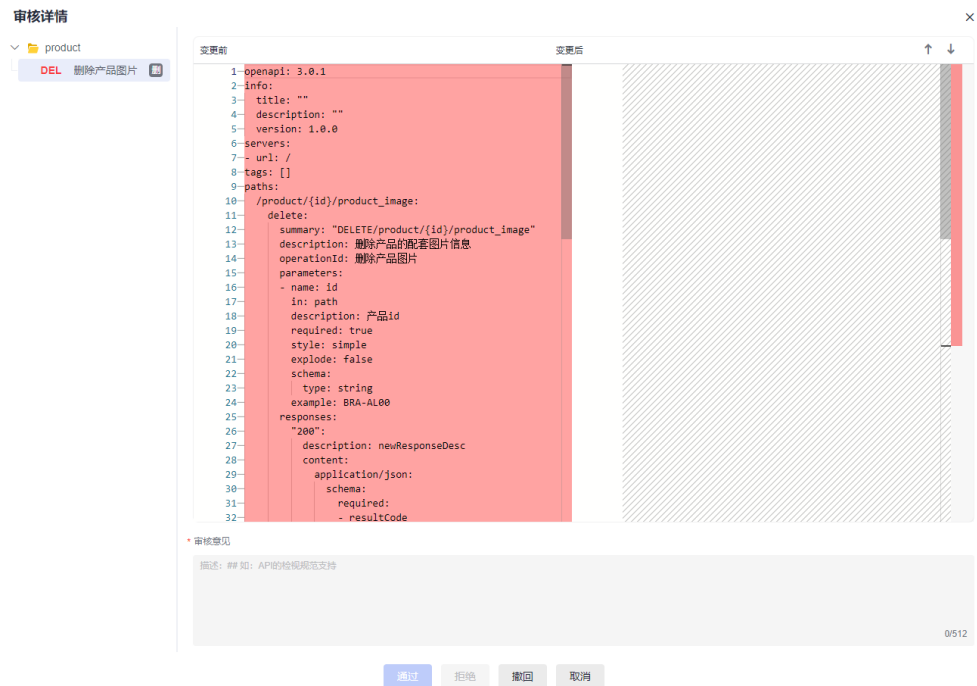 审核详情
product
DEL 删除产品图片 删
变更前 变更后
1 openapi: 3.0.1
2 info:
3 title: ""
4 description: ""
5 version: 1.0.0
6 servers:
7 - url: /
8 tags: []
9 paths:
10 /product/{id}/product_image:
11 delete:
12 summary: "DELETE/product/{id}/product_image"
13 description: 删除产品的配套图片信息
14 operationId: 删除产品图片
15 parameters:
16 - name: id
17 in: path
18 description: 产品id
19 required: true
20 style: simple
21 explode: false
22 schema:
23 type: string
24 example: BRA-AL00
25 responses:
26 "200":
27 description: newResponseDesc
28 content:
29 application/json:
30 schema:
31 required:
32 - resultCode
* 审核意见
描述：## 如：API的检视规范支持
0/512
通过 拒绝 撤回 取消